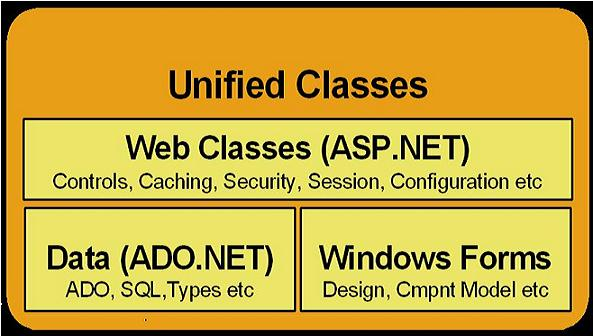 Unified Classes
Web Classes (ASP.NET)
Controls, Caching, Security, Session, Configuration etc
Data (ADO.NET)
ADO, SQL,Types etc
Windows Forms
Design, Cmpnt Model etc